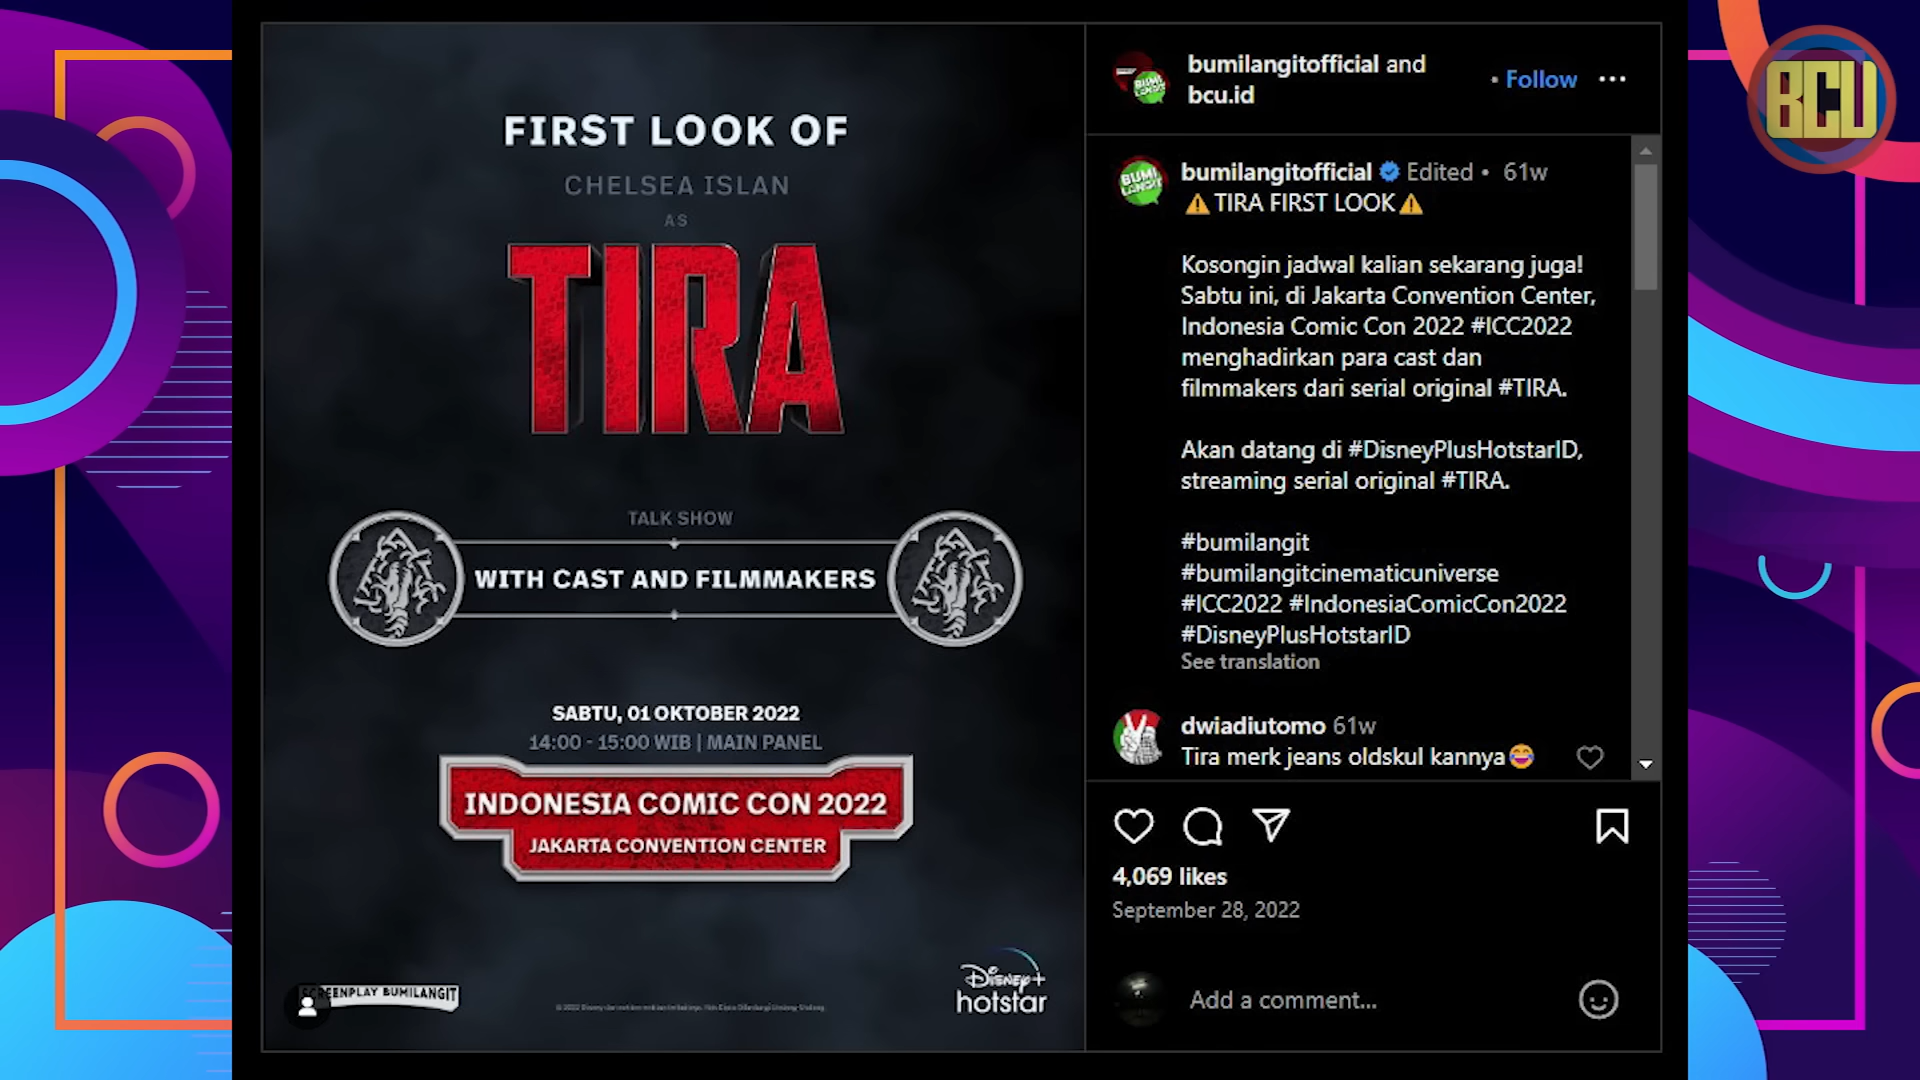 FIRST LOOK OF
CHELSEA ISLAN
AS
TIRA
TALK SHOW
WITH CAST AND FILMMAKERS
SABTU, 01 OKTOBER 2022
14:00 - 15:00 WIB | MAIN PANEL
INDONESIA COMIC CON 2022
JAKARTA CONVENTION CENTER
SCREENPLAY BUMILANGIT
Disney+
hotstar
bumilangitofficial and
bcu.id
• Follow
BUMI
LANGIT
bumilangitofficial Edited • 61w
⚠️TIRA FIRST LOOK⚠️
Kosongin jadwal kalian sekarang juga!
Sabtu ini, di Jakarta Convention Center,
Indonesia Comic Con 2022 #ICC2022
menghadirkan para cast dan
filmmakers dari serial original #TIRA.
Akan datang di #DisneyPlusHotstarID,
streaming serial original #TIRA.
#bumilangit
#bumilangitcinematicuniverse
#ICC2022 #IndonesiaComicCon2022
#DisneyPlusHotstarID
See translation
dwiadiutomo 61w
Tira merk jeans oldskul kannya😂
4,069 likes
September 28, 2022
Add a comment...
BCU